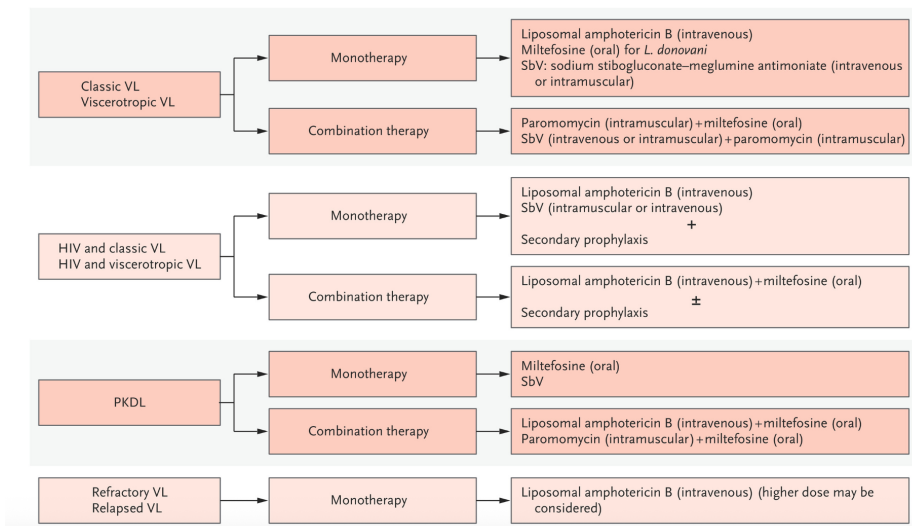 Classic VL
Viscerotropic VL
Monotherapy
Liposomal amphotericin B (intravenous)
Miltefosine (oral) for L. donovani
SbV: sodium stibogluconate–meglumine antimoniate (intravenous
or intramuscular)
Combination therapy
Paromomycin (intramuscular)+miltefosine (oral)
SbV (intravenous or intramuscular)+paromomycin (intramuscular)
HIV and classic VL
HIV and viscerotropic VL
Monotherapy
Liposomal amphotericin B (intravenous)
SbV (intramuscular or intravenous)
+
Secondary prophylaxis
Combination therapy
Liposomal amphotericin B (intravenous)+miltefosine (oral)
±
Secondary prophylaxis
PKDL
Monotherapy
Miltefosine (oral)
SbV
Combination therapy
Liposomal amphotericin B (intravenous)+miltefosine (oral)
Paromomycin (intramuscular)+miltefosine (oral)
Refractory VL
Relapsed VL
Monotherapy
Liposomal amphotericin B (intravenous) (higher dose may be
considered)